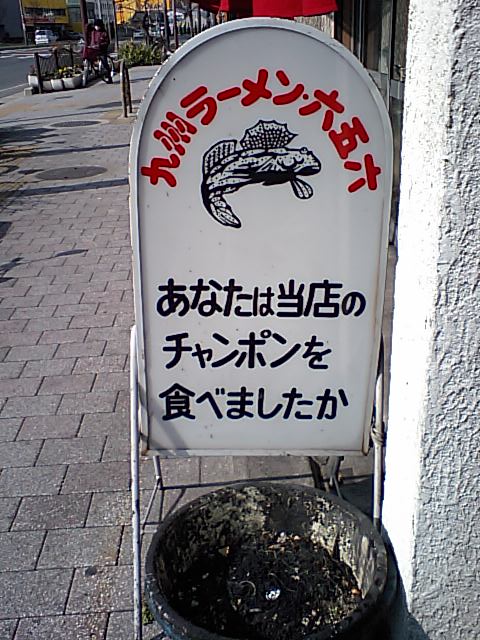 九州ラーメン・六五六
あなたは当店の
チャンポンを
食べましたか